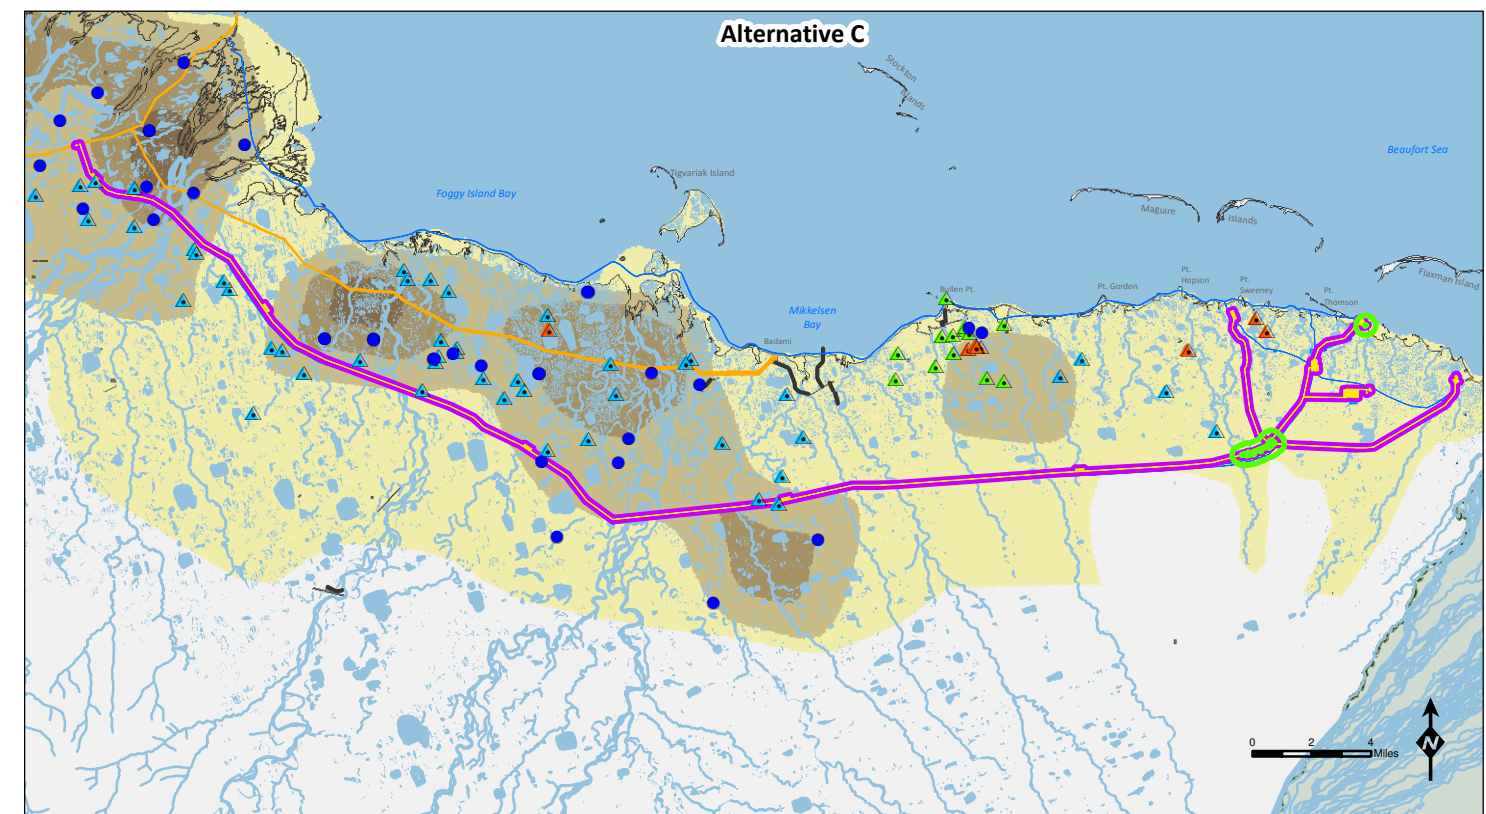 Alternative C
Stockton
Islands
Beaufort Sea
Tigvariak Island
Foggy Island Bay
Maguire
Islands
Flaxman Island
Pt.
Hopson
Pt.
Sweeney
Pt. Gordon
Bullen Pt.
Pt.
Thomson
Mikkelsen
Bay
Badami
0 2 4
Miles
N